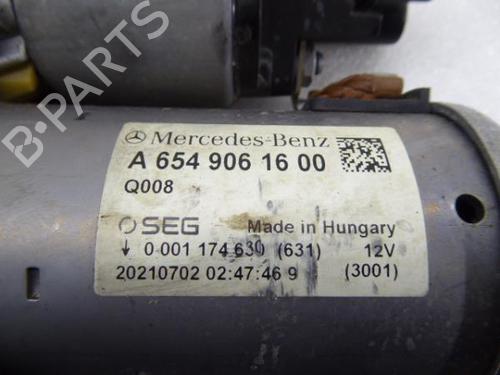 Mercedes-Benz
A 654 906 16 00
Q008
SEG Made in Hungary
0 001 174 630 (631) 12V
20210702 02:47:46 9 (3001)
B-PARTS